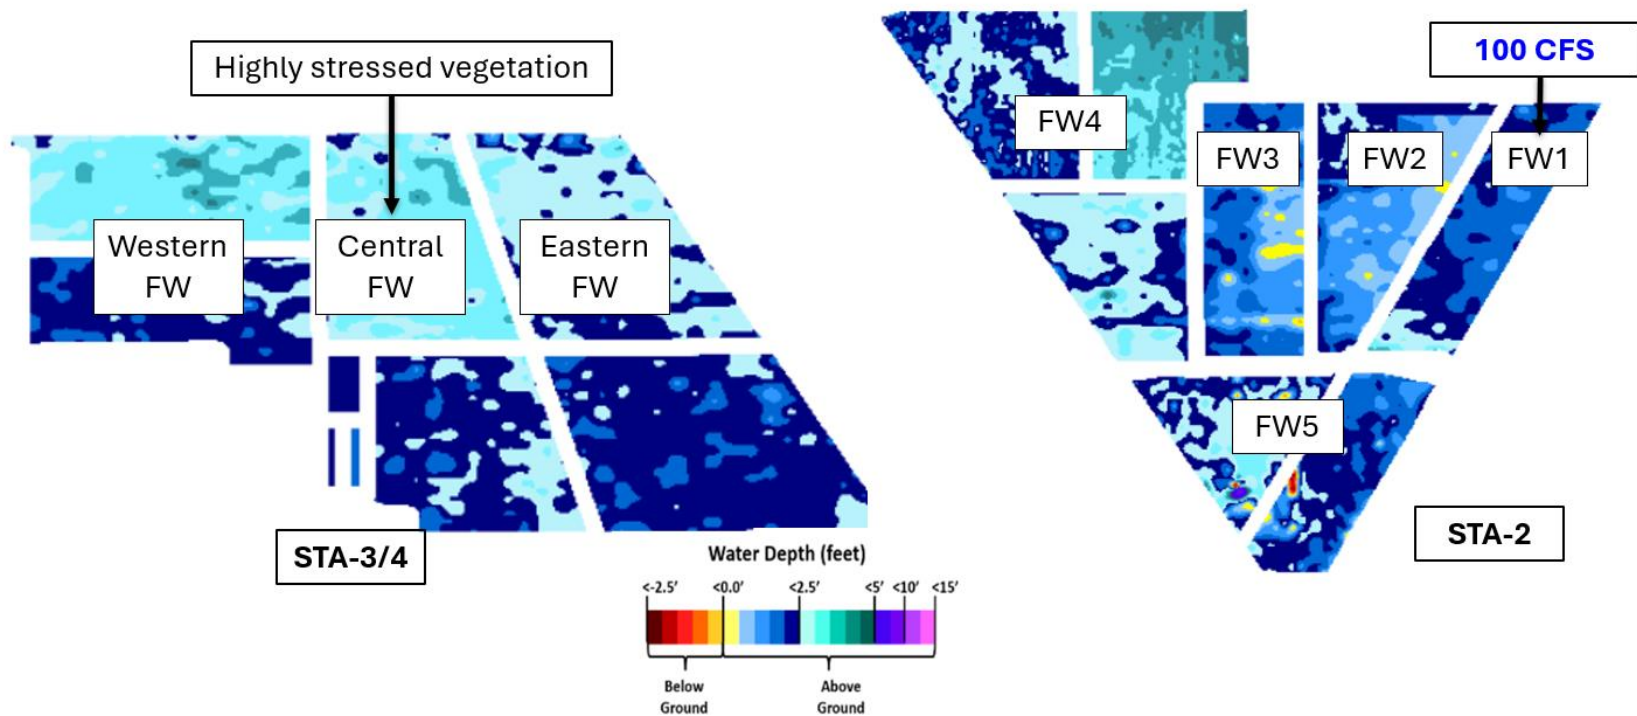 Highly stressed vegetation
100 CFS
FW4
FW3
FW2
FW1
Western
FW
Central
FW
Eastern
FW
FW5
STA-3/4
STA-2
Water Depth (feet)
<-2.5' <0.0' <2.5' <5' <10' <15'
Below
Ground
Above
Ground